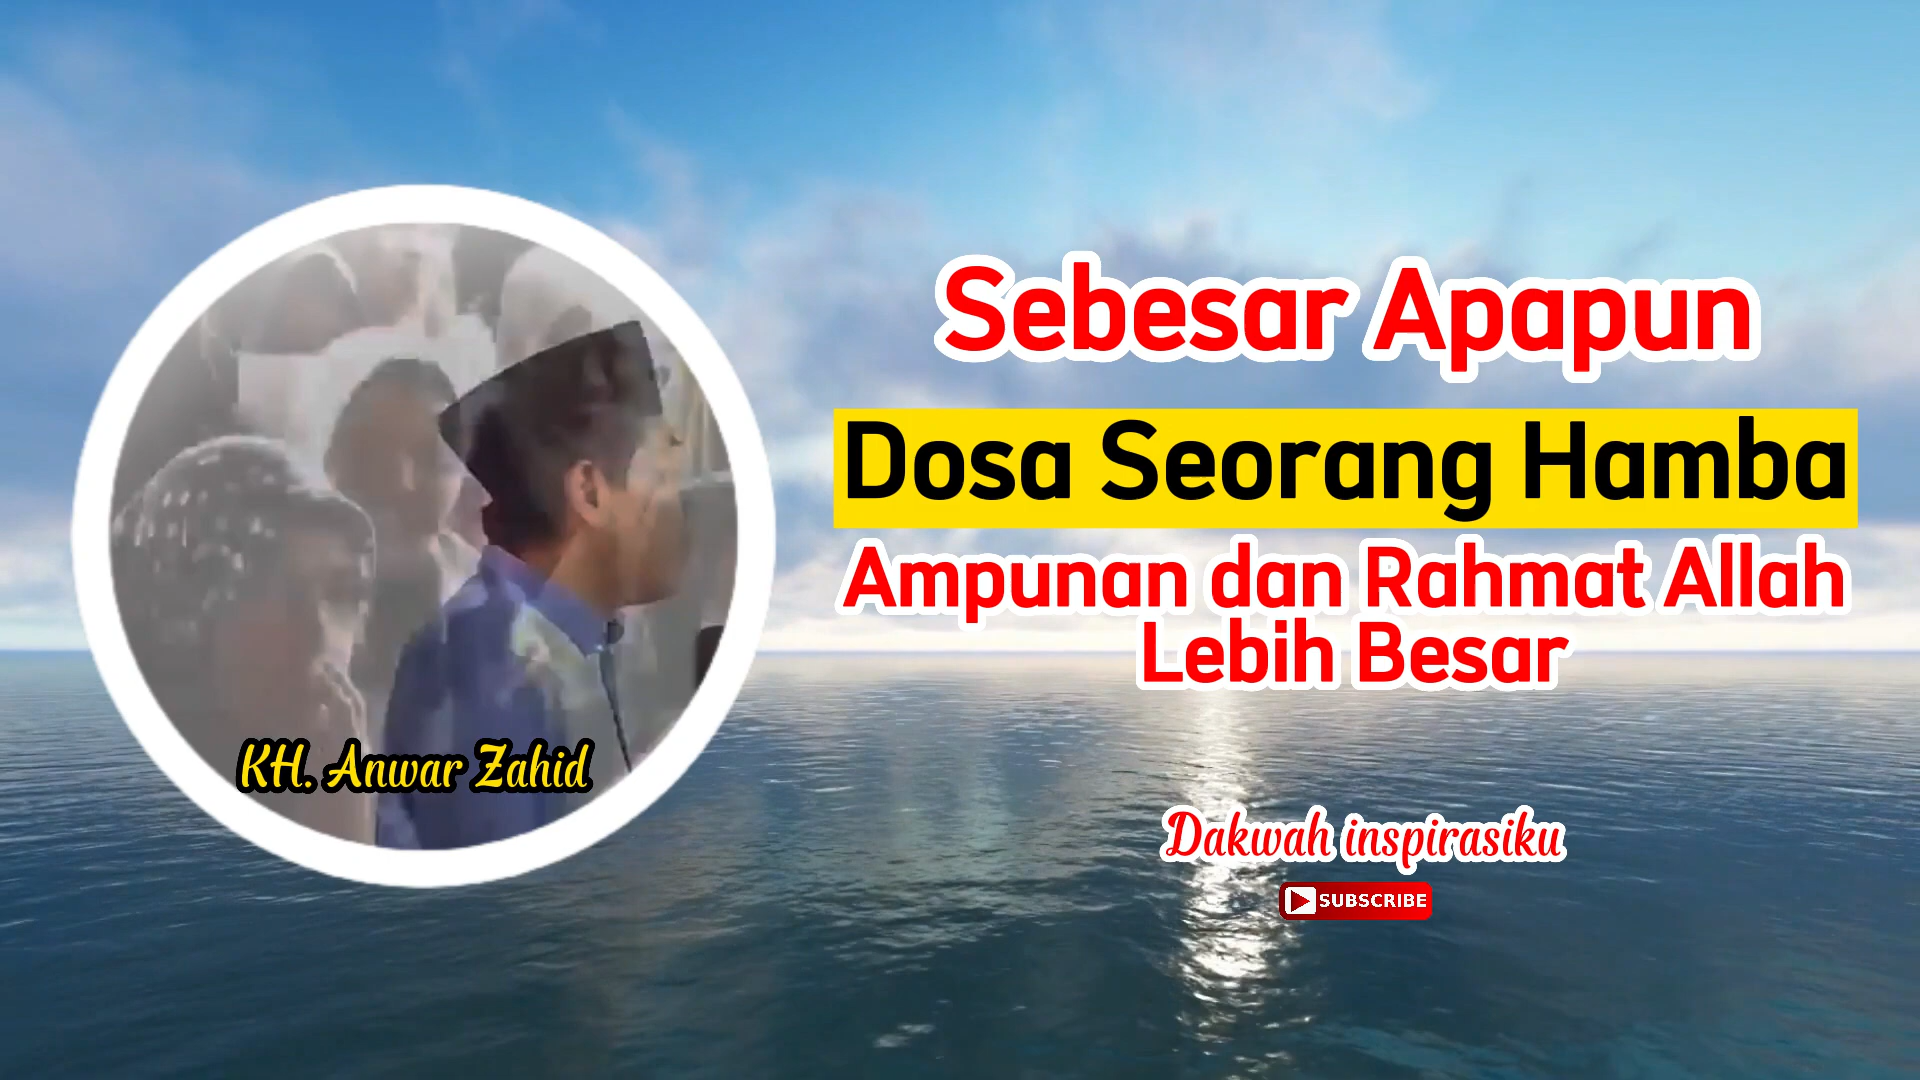 Sebesar Apapun
Dosa Seorang Hamba
Ampunan dan Rahmat Allah
Lebih Besar
KH. Anwar Zahid
Dakwah inspirasiku
SUBSCRIBE